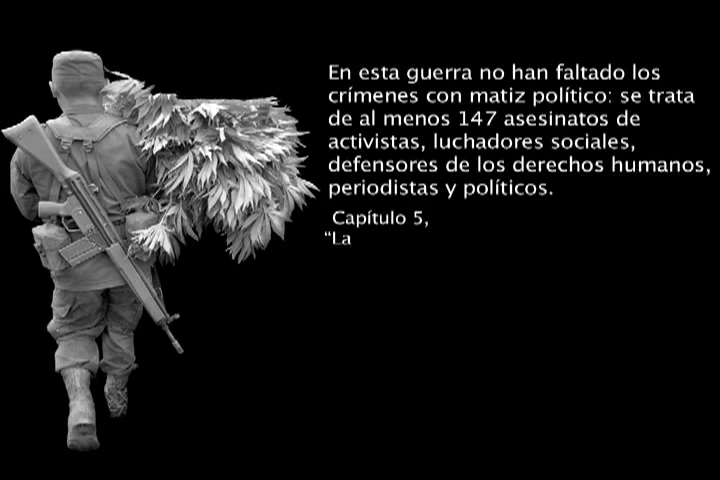 En esta guerra no han faltado los
crímenes con matiz político: se trata
de al menos 147 asesinatos de
activistas, luchadores sociales,
defensores de los derechos humanos,
periodistas y políticos.
Capítulo 5,
“La